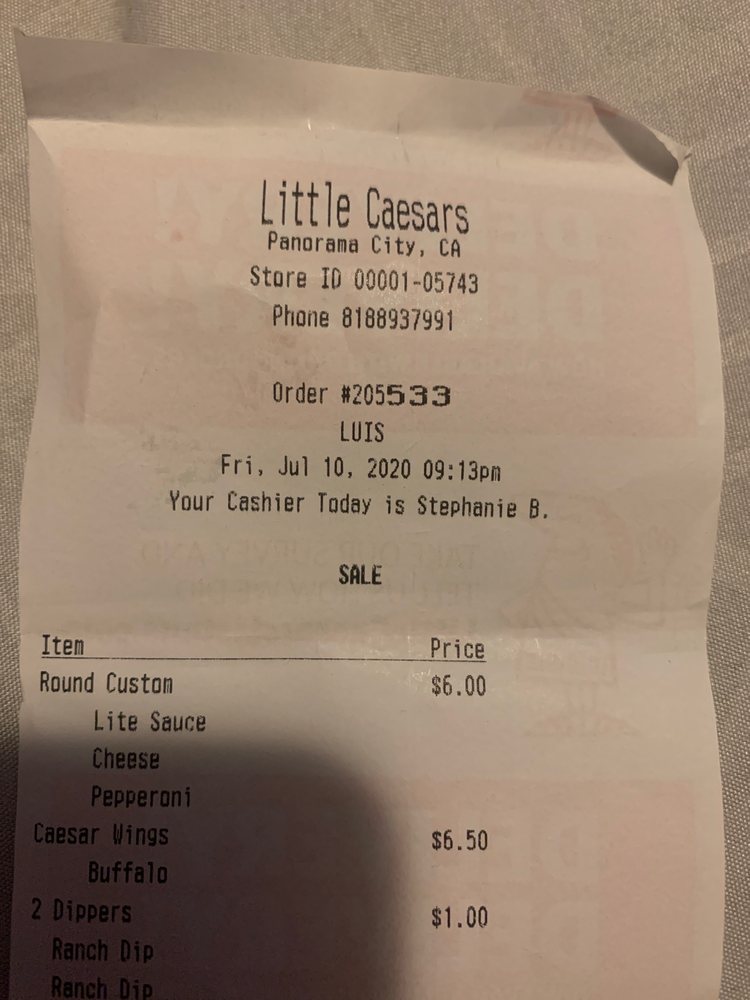 Little Caesars
Panorama City, CA
Store ID 00001-05743
Phone 8188937991
Order #205533
LUIS
Fri, Jul 10, 2020 09:13pm
Your Cashier Today is Stephanie B.
SALE
Item Price
Round Custom $6.00
Lite Sauce
Cheese
Pepperoni
Caesar Wings $6.50
Buffalo
2 Dippers $1.00
Ranch Dip
Ranch Dip